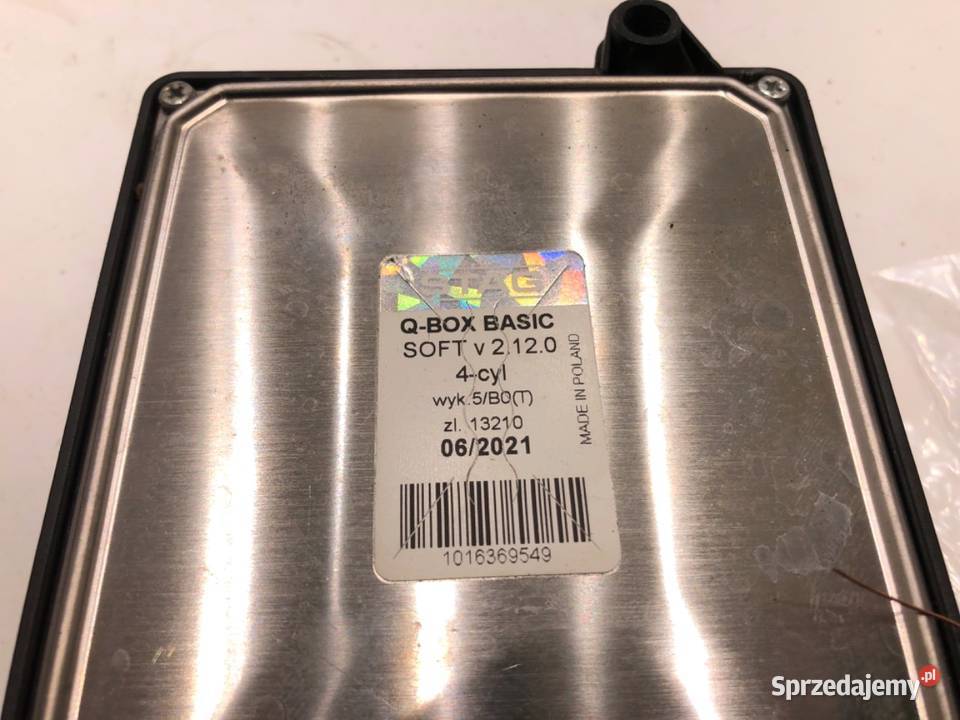 STAG
Q-BOX BASIC
SOFT v 2.12.0
4-cyl
wyk.5/B0(T)
zl. 13210
06/2021
MADE IN POLAND
1016369549
Sprzedajemy.pl